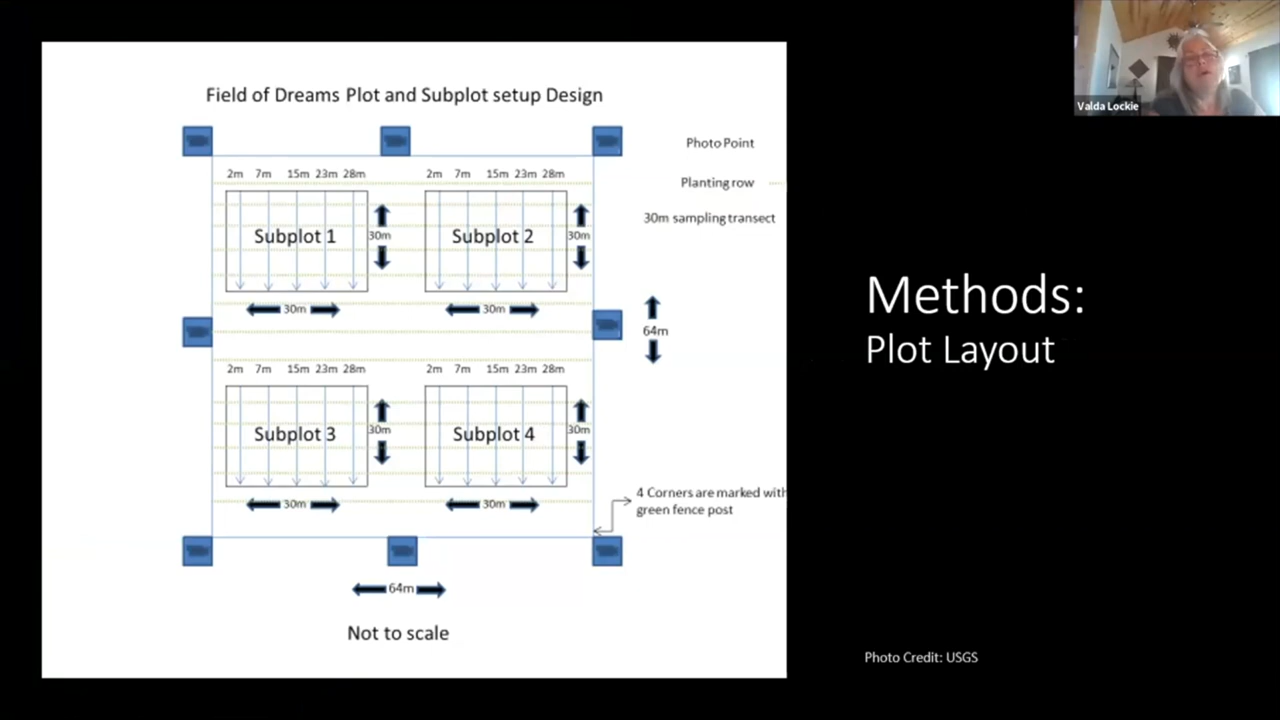 Field of Dreams Plot and Subplot setup Design
Photo Point
Planting row
30m sampling transect
2m 7m 15m 23m 28m
2m 7m 15m 23m 28m
Subplot 1
30m
Subplot 2
30m
30m
30m
64m
2m 7m 15m 23m 28m
2m 7m 15m 23m 28m
Subplot 3
30m
Subplot 4
30m
30m
30m
4 Corners are marked with
green fence post
64m
Not to scale
Methods:
Plot Layout
Photo Credit: USGS
Valda Lockie